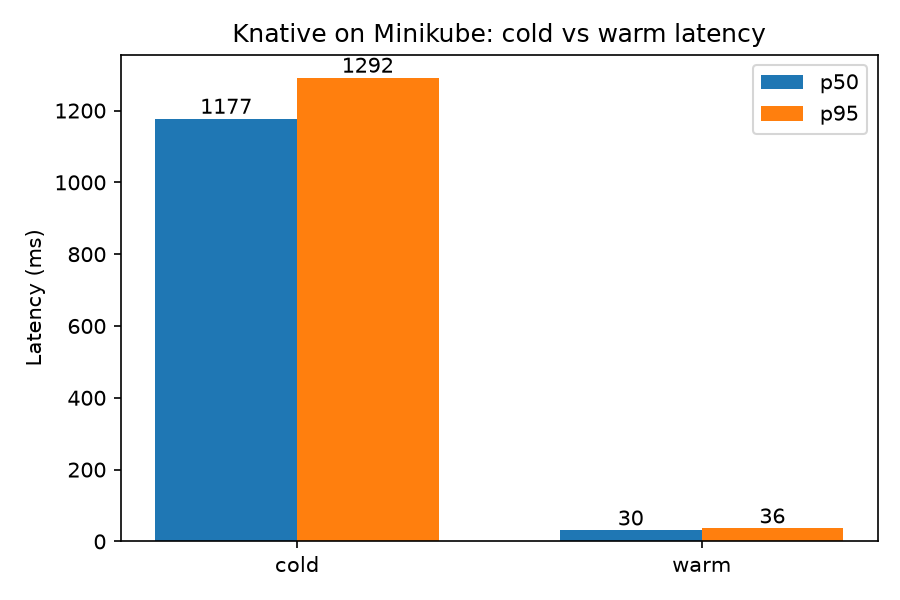 Knative on Minikube: cold vs warm latency
p50
p95
1177
1292
30
36
Latency (ms)
1200
1000
800
600
400
200
0
cold
warm